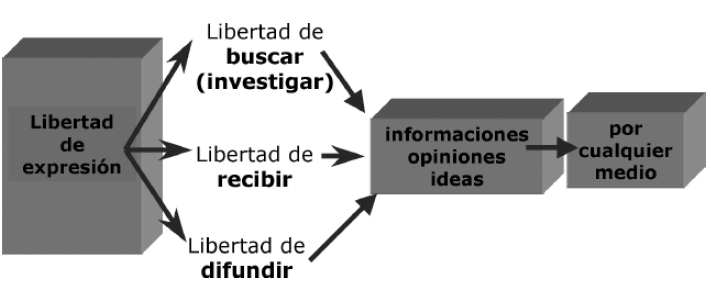 Libertad
de
expresión
Libertad de
buscar
(investigar)
Libertad de
recibir
Libertad de
difundir
informaciones
opiniones
ideas
por
cualquier
medio